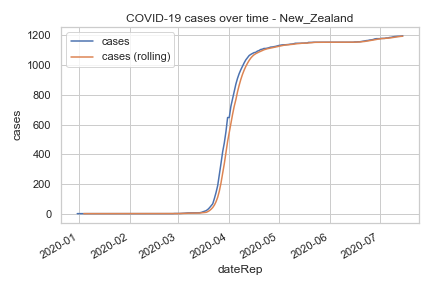 COVID-19 cases over time - New_Zealand
cases
cases (rolling)
1200
1000
800
600
400
200
0
cases
2020-01
2020-02
2020-03
2020-04
2020-05
2020-06
2020-07
dateRep